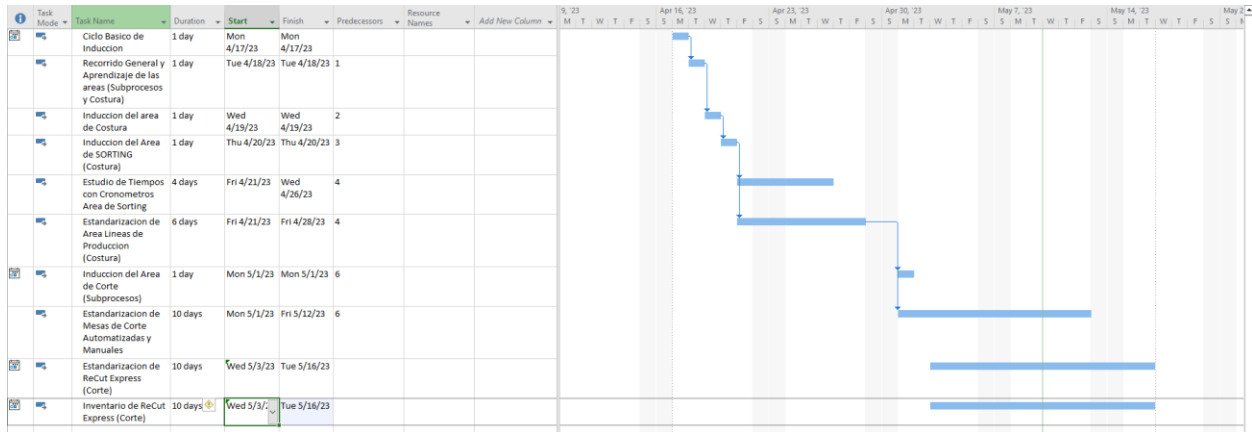 Task
Mode
Task Name
Duration
Start
Finish
Predecessors
Resource
Names
Add New Column
9, '23
Apr 16, '23
Apr 23, '23
Apr 30, '23
May 7, '23
May 14, '23
May 2
M T W T F S S M T W T F S S M T W T F S S M T W T F S S M T W T F S S M T W T F S S M
Ciclo Basico de
Induccion
1 day
Mon
4/17/23
Mon
4/17/23
Recorrido General y
Aprendizaje de las
areas (Subprocesos
y Costura)
1 day
Tue 4/18/23
Tue 4/18/23
1
Induccion del area
de Costura
1 day
Wed
4/19/23
Wed
4/19/23
2
Induccion del Area
de SORTING
(Costura)
1 day
Thu 4/20/23
Thu 4/20/23
3
Estudio de Tiempos
con Cronometros
Area de Sorting
4 days
Fri 4/21/23
Wed
4/26/23
4
Estandarizacion de
Area Lineas de
Produccion
(Costura)
6 days
Fri 4/21/23
Fri 4/28/23
4
Induccion del Area
de Corte
(Subprocesos)
1 day
Mon 5/1/23
Mon 5/1/23
6
Estandarizacion de
Mesas de Corte
Automatizadas y
Manuales
10 days
Mon 5/1/23
Fri 5/12/23
6
Estandarizacion de
ReCut Express
(Corte)
10 days
Wed 5/3/23
Tue 5/16/23
Inventario de ReCut
Express (Corte)
10 days
Wed 5/3/
Tue 5/16/23